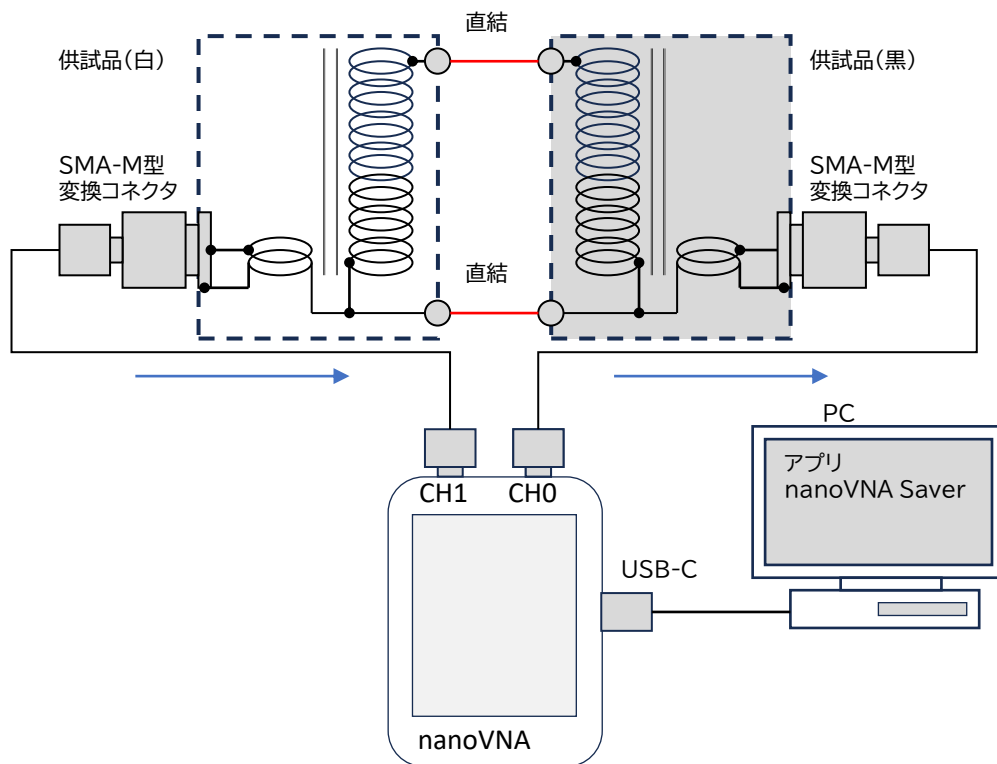 直結
供試品（白）
供試品（黒）
SMA-M型
変換コネクタ
SMA-M型
変換コネクタ
直結
PC
CH1
CH0
アプリ
nanoVNA Saver
USB-C
nanoVNA